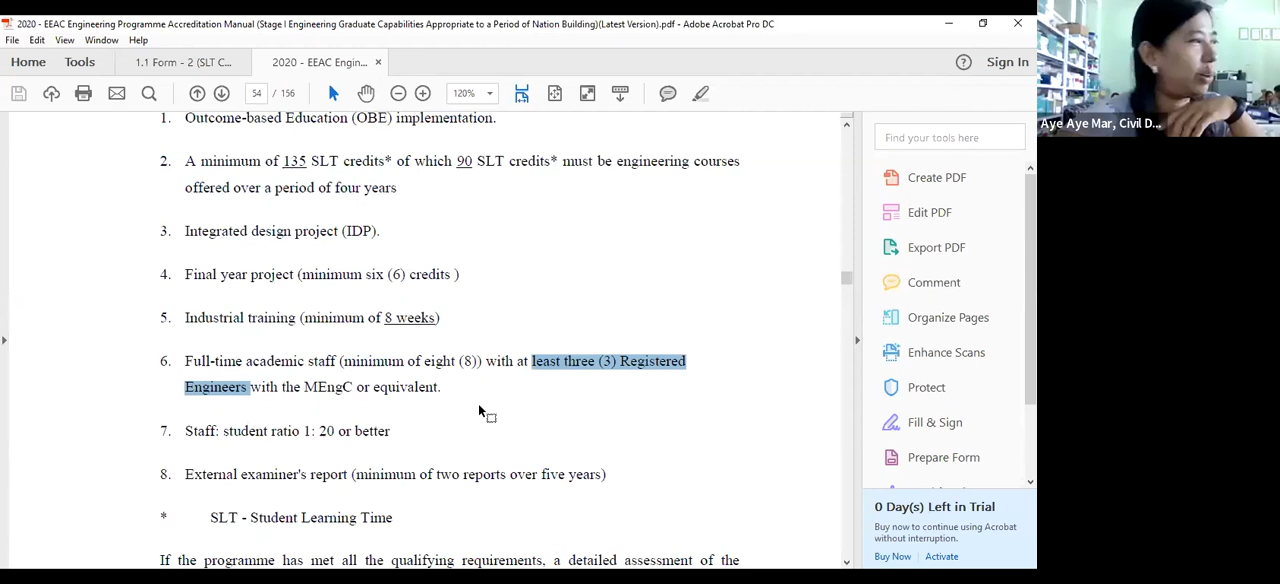 2020 - EEAC Engineering Programme Accreditation Manual (Stage I Engineering Graduate Capabilities Appropriate to a Period of Nation Building)(Latest Version).pdf - Adobe Acrobat Pro DC
File Edit View Window Help
Home Tools 1.1 Form - 2 (SLT C... 2020 - EEAC Engin... × Sign In
54 / 156 120%
1. Outcome-based Education (OBE) implementation.
2. A minimum of 135 SLT credits* of which 90 SLT credits* must be engineering courses
offered over a period of four years
3. Integrated design project (IDP).
4. Final year project (minimum six (6) credits )
5. Industrial training (minimum of 8 weeks)
6. Full-time academic staff (minimum of eight (8)) with at least three (3) Registered
Engineers with the MEngC or equivalent.
7. Staff: student ratio 1: 20 or better
8. External examiner's report (minimum of two reports over five years)
* SLT - Student Learning Time
If the programme has met all the qualifying requirements, a detailed assessment of the
Find your tools here
Create PDF
Edit PDF
Export PDF
Comment
Organize Pages
Enhance Scans
Protect
Fill & Sign
Prepare Form
0 Day(s) Left in Trial
Buy now to continue using Acrobat
without interruption.
Buy Now Activate
Aye Aye Mar, Civil D...